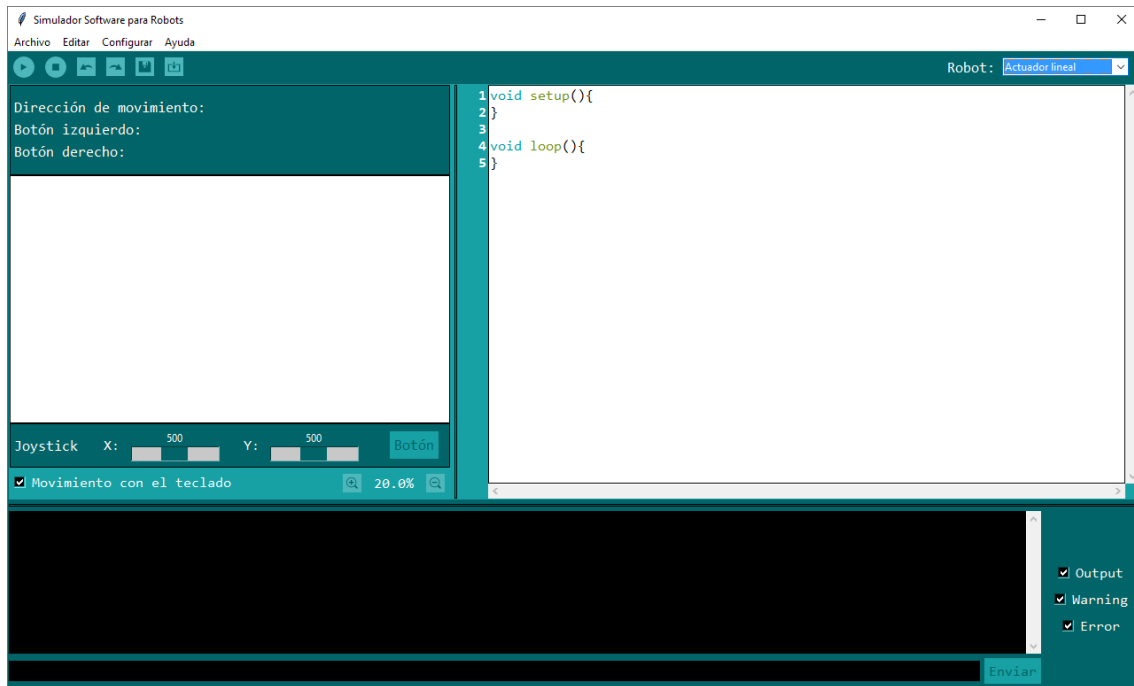 Simulador Software para Robots
Archivo Editar Configurar Ayuda
Robot: Actuador lineal
Dirección de movimiento:
Botón izquierdo:
Botón derecho:
1 void setup(){
2 }
3
4 void loop(){
5 }
Joystick X: 500 Y: 500 Botón
Movimiento con el teclado 20.0%
Output
Warning
Error
Enviar